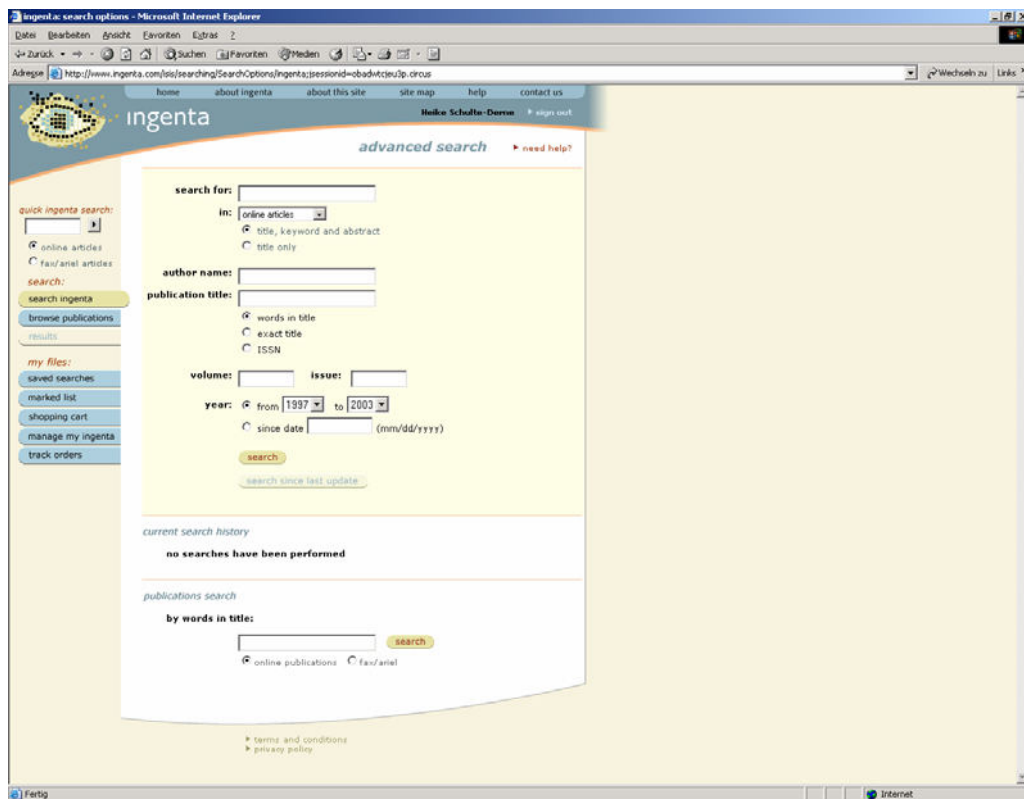 ingenta: search options - Microsoft Internet Explorer
Datei Bearbeiten Ansicht Favoriten Extras ?
Zurück Suchen Favoriten Medien
Adresse http://www.ingenta.com/isis/searching/SearchOptions/ingenta;jsessionid=obadwtcjeu3p.circus Wechseln zu Links
home about ingenta about this site site map help contact us
ingenta
Heike Schulte-Derne sign out
advanced search need help?
quick ingenta search:
online articles
fax/ariel articles
search:
search ingenta
browse publications
results
my files:
saved searches
marked list
shopping cart
manage my ingenta
track orders
search for:
in: online articles
title, keyword and abstract
title only
author name:
publication title:
words in title
exact title
ISSN
volume: issue:
year: from 1997 to 2003
since date (mm/dd/yyyy)
search
search since last update
current search history
no searches have been performed
publications search
by words in title:
search
online publications fax/ariel
terms and conditions
privacy policy
Fertig Internet